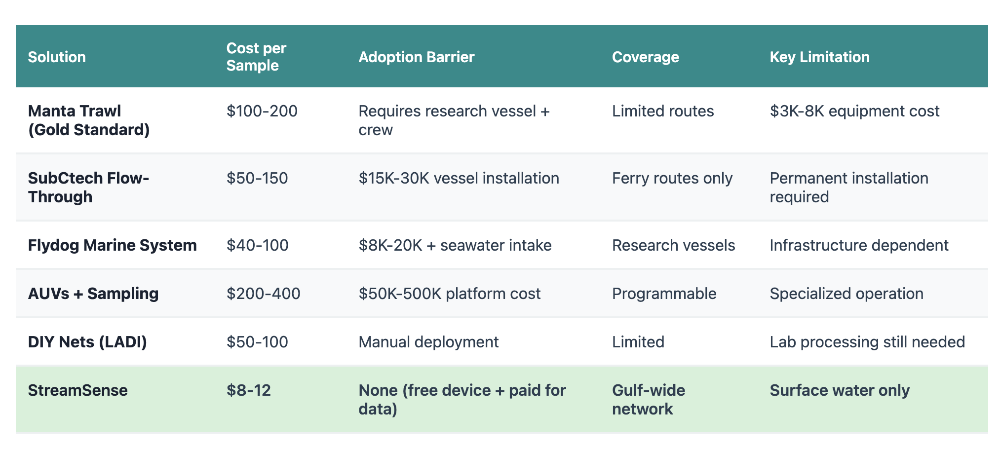 Solution
Cost per
Sample
Adoption Barrier
Coverage
Key Limitation
Manta Trawl
(Gold Standard)
$100-200
Requires research vessel +
crew
Limited routes
$3K-8K equipment cost
SubCtech Flow-
Through
$50-150
$15K-30K vessel installation
Ferry routes only
Permanent installation
required
Flydog Marine System
$40-100
$8K-20K + seawater intake
Research vessels
Infrastructure dependent
AUVs + Sampling
$200-400
$50K-500K platform cost
Programmable
Specialized operation
DIY Nets (LADI)
$50-100
Manual deployment
Limited
Lab processing still needed
StreamSense
$8-12
None (free device + paid for
data)
Gulf-wide
network
Surface water only